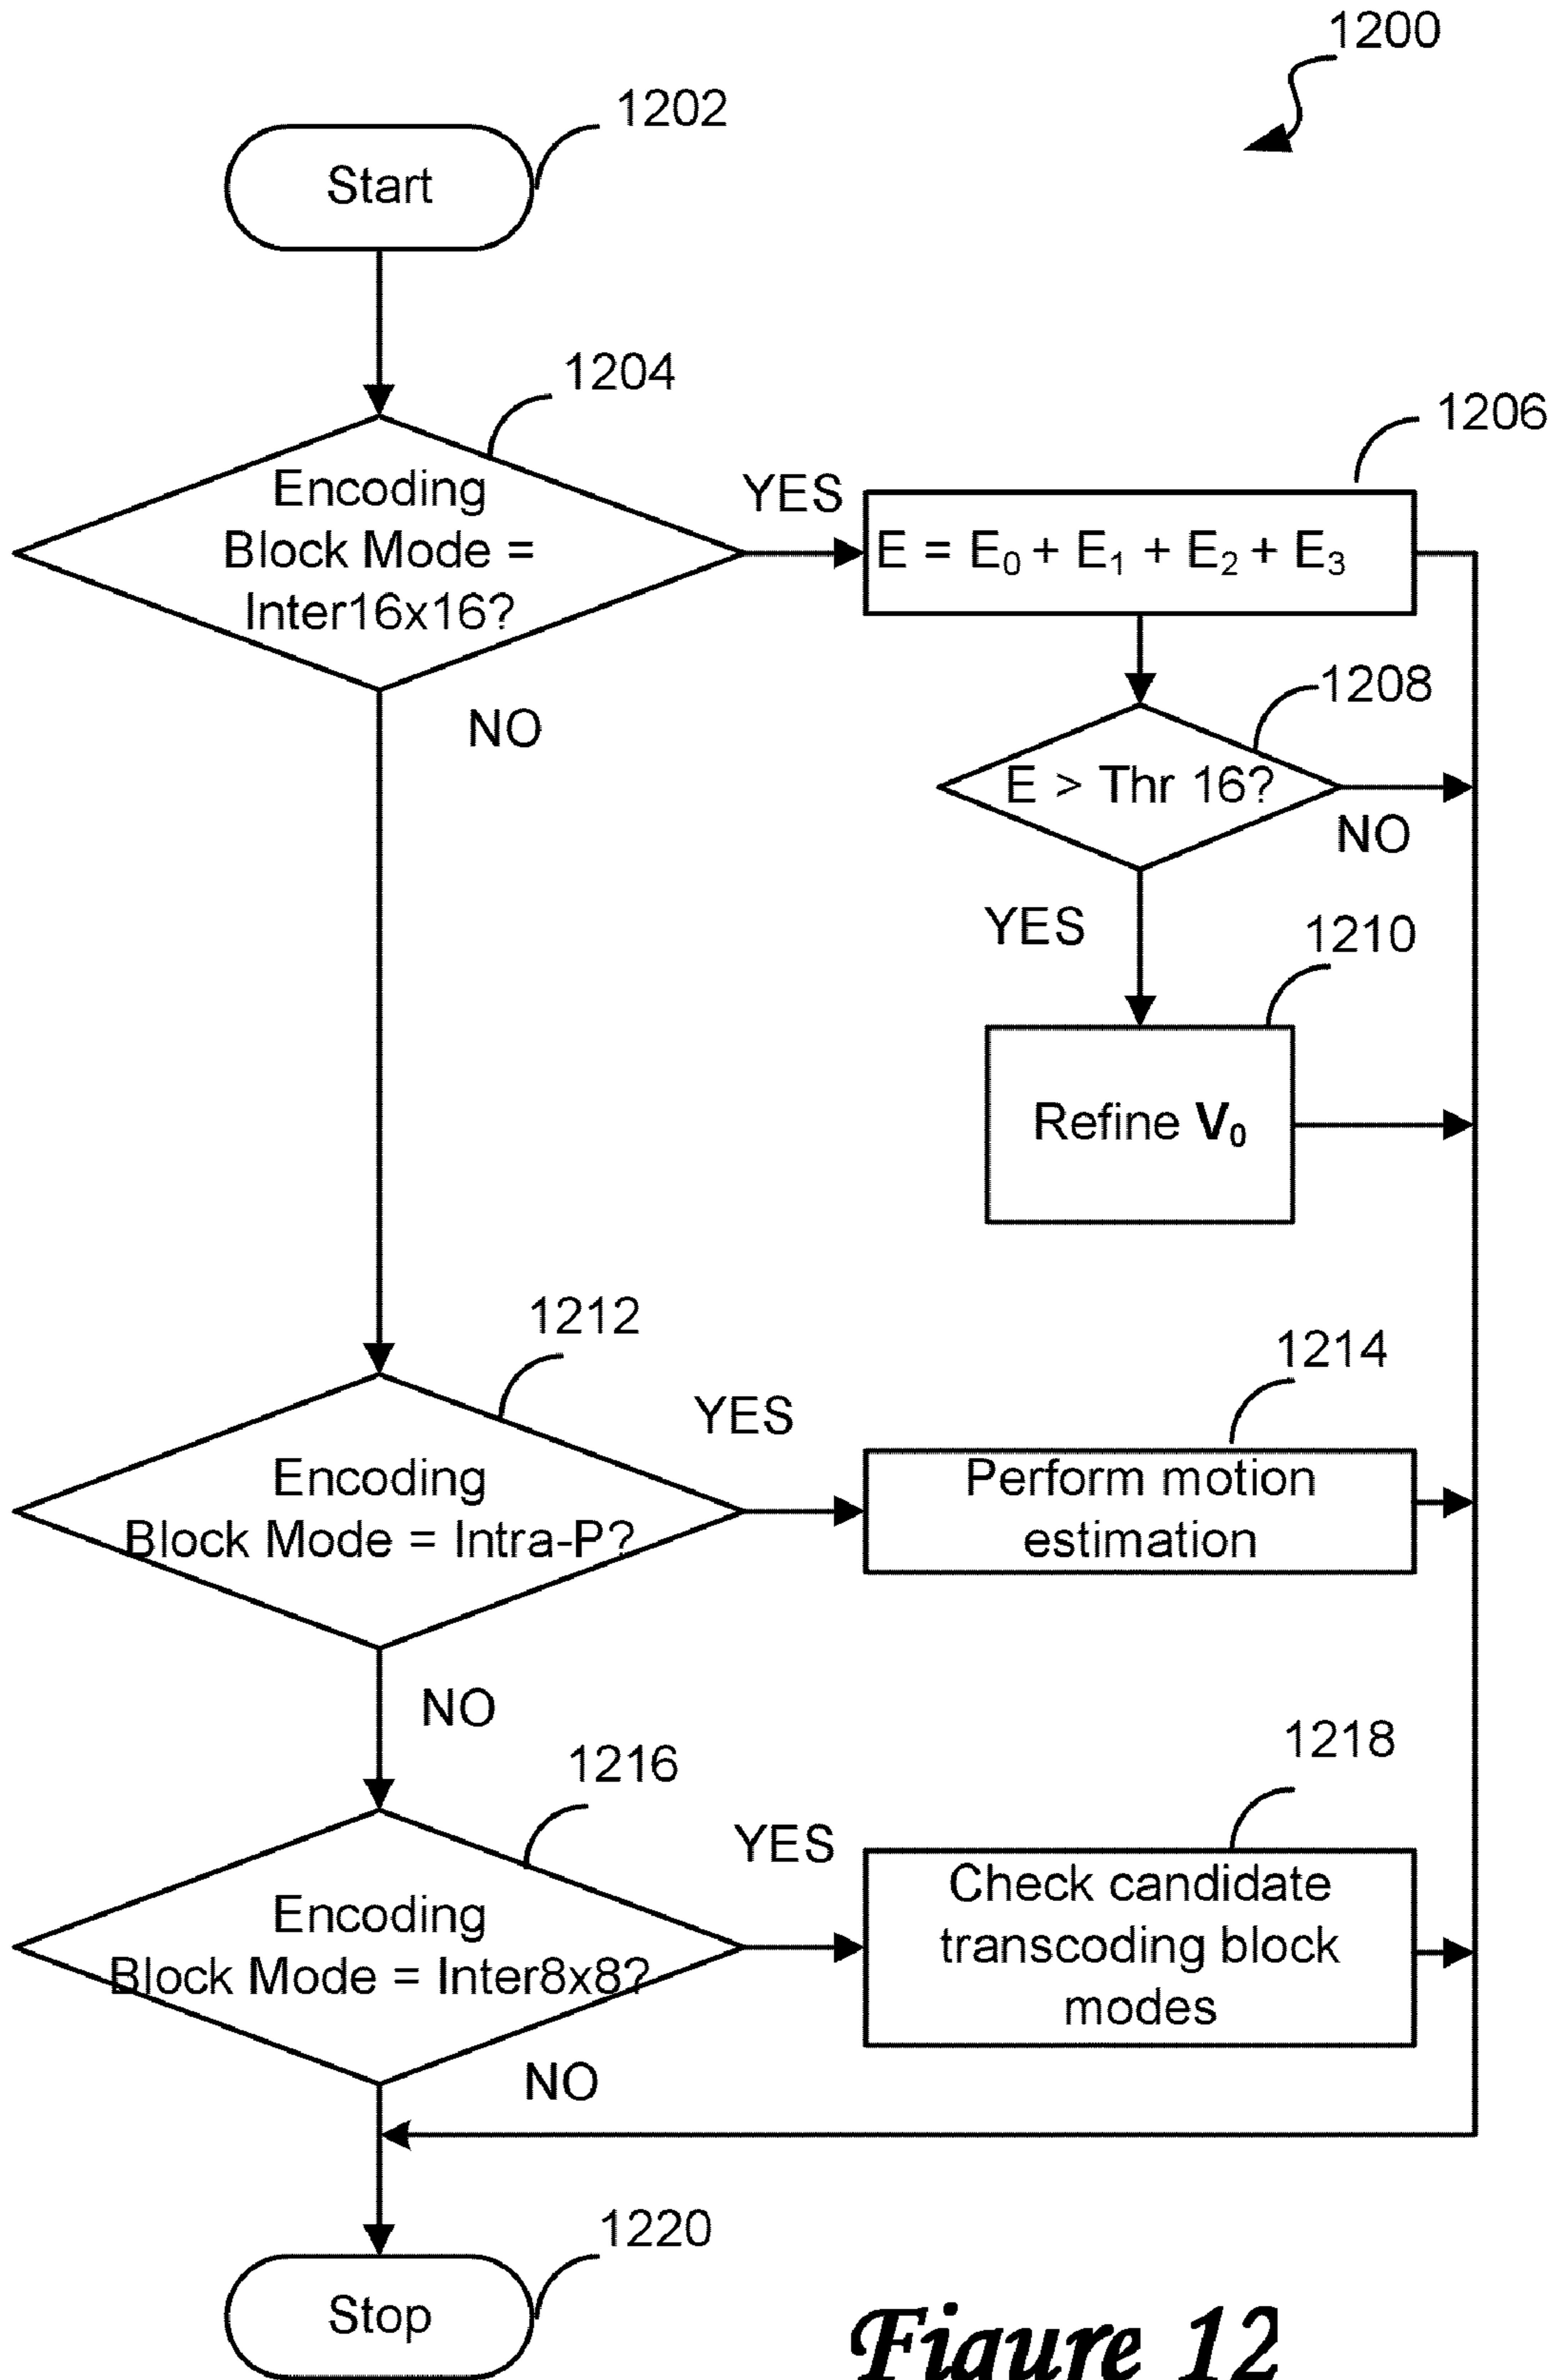 1200
1202
Start
1204
Encoding
Block Mode =
Inter16x16?
YES
1206
E = E₀ + E₁ + E₂ + E₃
NO
1208
E > Thr 16?
NO
YES
1210
Refine V₀
1212
Encoding
Block Mode = Intra-P?
YES
1214
Perform motion
estimation
NO
1216
Encoding
Block Mode = Inter8x8?
YES
1218
Check candidate
transcoding block
modes
NO
1220
Stop
Figure 12